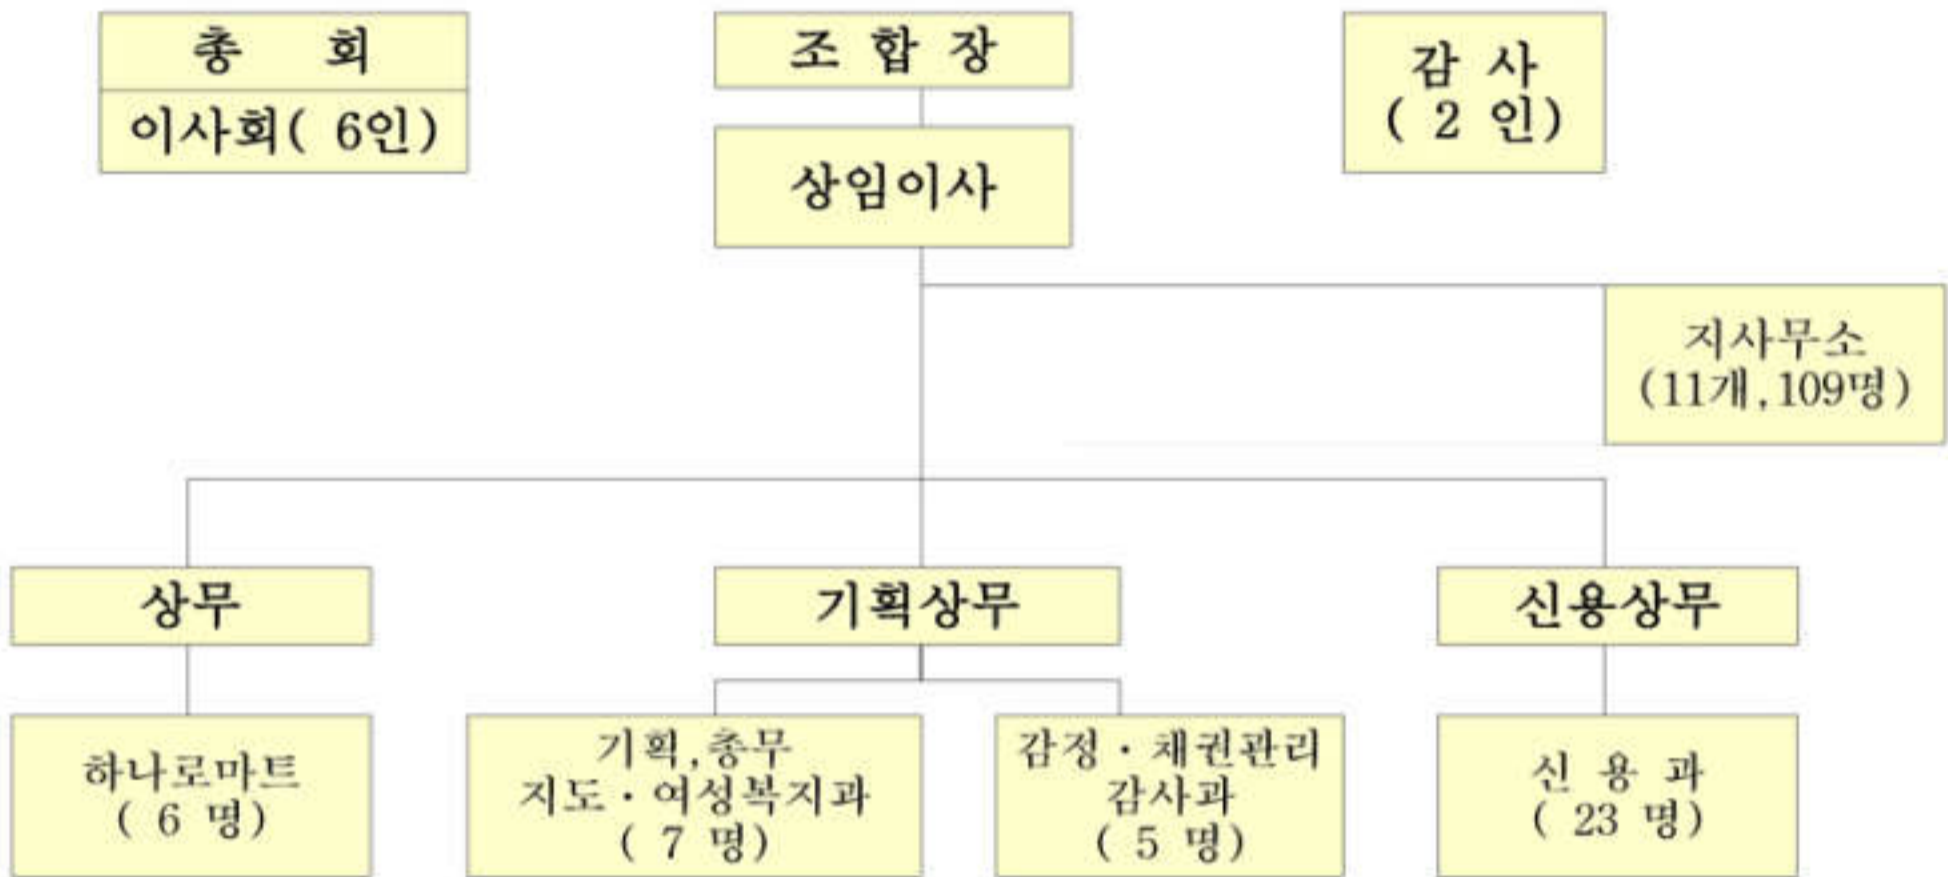 총 회
이사회( 6인)
조 합 장
상임이사
감 사
( 2 인)
지사무소
(11개,109명)
상무
기획상무
신용상무
하나로마트
( 6 명)
기획,총무
지도·여성복지과
( 7 명)
감정·채권관리
감사과
( 5 명)
신 용 과
( 23 명)